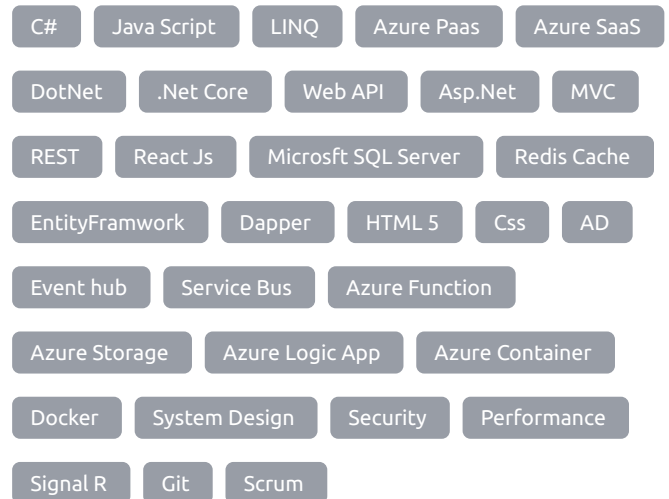 C# Java Script LINQ Azure Paas Azure SaaS
DotNet .Net Core Web API Asp.Net MVC
REST React Js Microsft SQL Server Redis Cache
EntityFramwork Dapper HTML 5 Css AD
Event hub Service Bus Azure Function
Azure Storage Azure Logic App Azure Container
Docker System Design Security Performance
Signal R Git Scrum